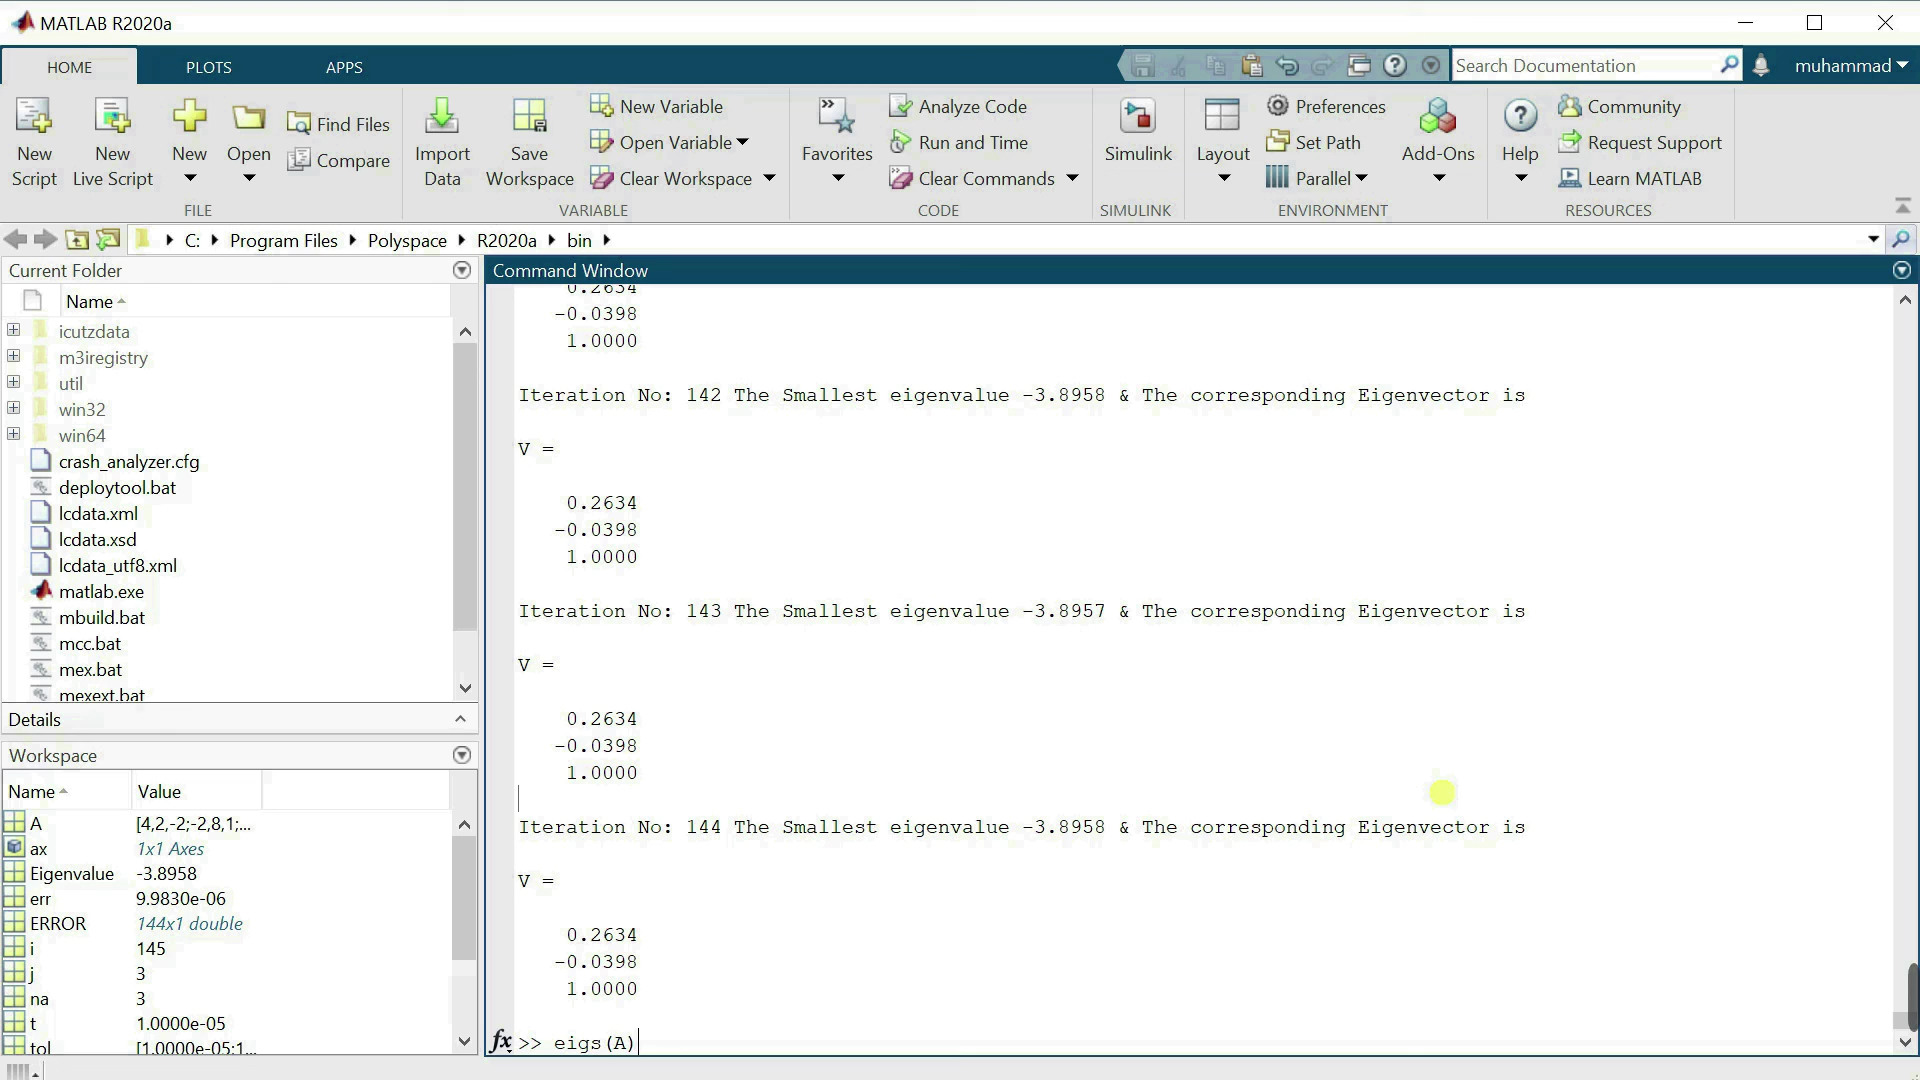 MATLAB R2020a
HOME
PLOTS
APPS
Search Documentation
muhammad
New Script
New Live Script
New
Open
Find Files
Compare
FILE
Import Data
Save Workspace
New Variable
Open Variable
Clear Workspace
VARIABLE
Favorites
Analyze Code
Run and Time
Clear Commands
CODE
Simulink
SIMULINK
Layout
Preferences
Set Path
Parallel
Add-Ons
ENVIRONMENT
Help
Community
Request Support
Learn MATLAB
RESOURCES
C: Program Files Polyspace R2020a bin
Current Folder
Name
icutzdata
m3iregistry
util
win32
win64
crash_analyzer.cfg
deploytool.bat
lcdata.xml
lcdata.xsd
lcdata_utf8.xml
matlab.exe
mbuild.bat
mcc.bat
mex.bat
mexext.bat
Details
Workspace
Name Value
A [4,2,-2;-2,8,1;...
ax 1x1 Axes
Eigenvalue -3.8958
err 9.9830e-06
ERROR 144x1 double
i 145
j 3
na 3
t 1.0000e-05
tol [1.0000e-05;1...
Command Window
0.2634
-0.0398
1.0000
Iteration No: 142 The Smallest eigenvalue -3.8958 & The corresponding Eigenvector is
V =
0.2634
-0.0398
1.0000
Iteration No: 143 The Smallest eigenvalue -3.8957 & The corresponding Eigenvector is
V =
0.2634
-0.0398
1.0000
Iteration No: 144 The Smallest eigenvalue -3.8958 & The corresponding Eigenvector is
V =
0.2634
-0.0398
1.0000
fx >> eigs(A)